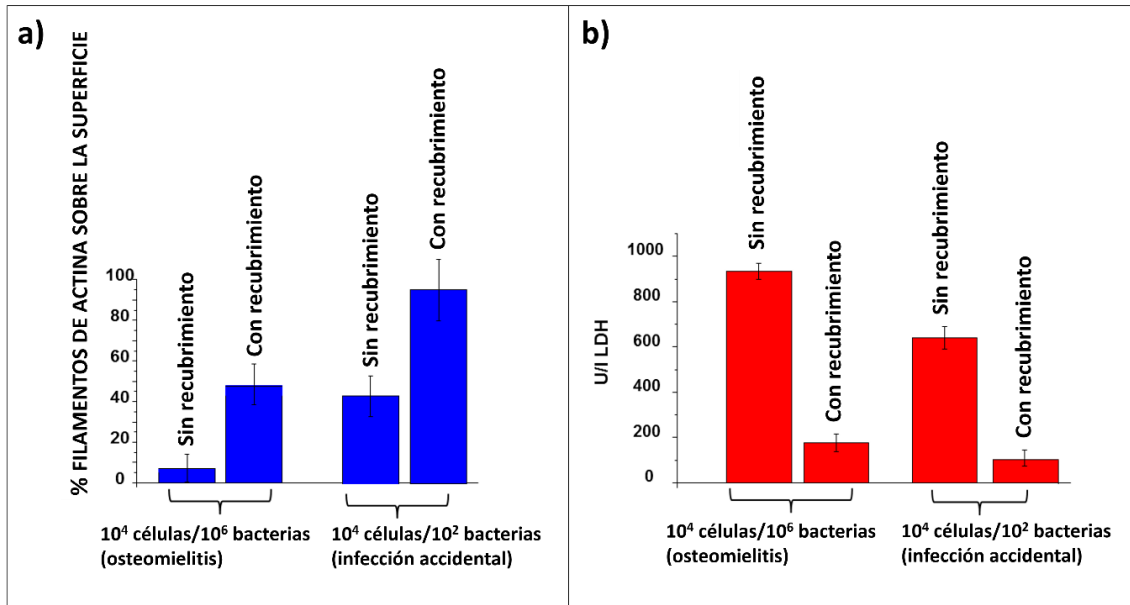 a)
% FILAMENTOS DE ACTINA SOBRE LA SUPERFICIE
100
80
60
40
20
0
Sin recubrimiento
Con recubrimiento
Sin recubrimiento
Con recubrimiento
10⁴ células/10⁶ bacterias
(osteomielitis)
10⁴ células/10² bacterias
(infección accidental)
b)
U/I LDH
1000
800
600
400
200
0
Sin recubrimiento
Con recubrimiento
Sin recubrimiento
Con recubrimiento
10⁴ células/10⁶ bacterias
(osteomielitis)
10⁴ células/10² bacterias
(infección accidental)